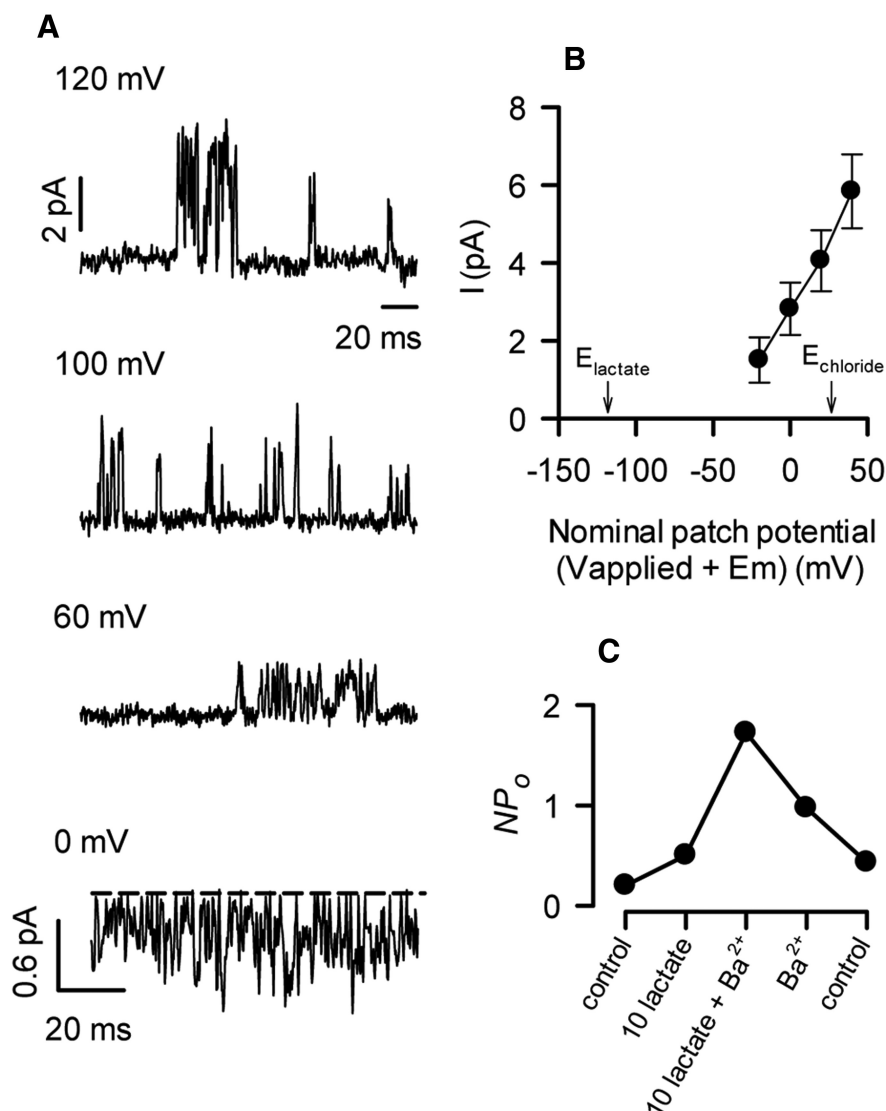 A
120 mV
2 pA
20 ms
100 mV
60 mV
0 mV
0.6 pA
20 ms
B
8
6
4
2
0
I (pA)
Elactate
Echloride
-150 -100 -50 0 50
Nominal patch potential
(Vapplied + Em) (mV)
C
2
1
0
NPo
control
10 lactate
10 lactate + Ba2+
Ba2+
control